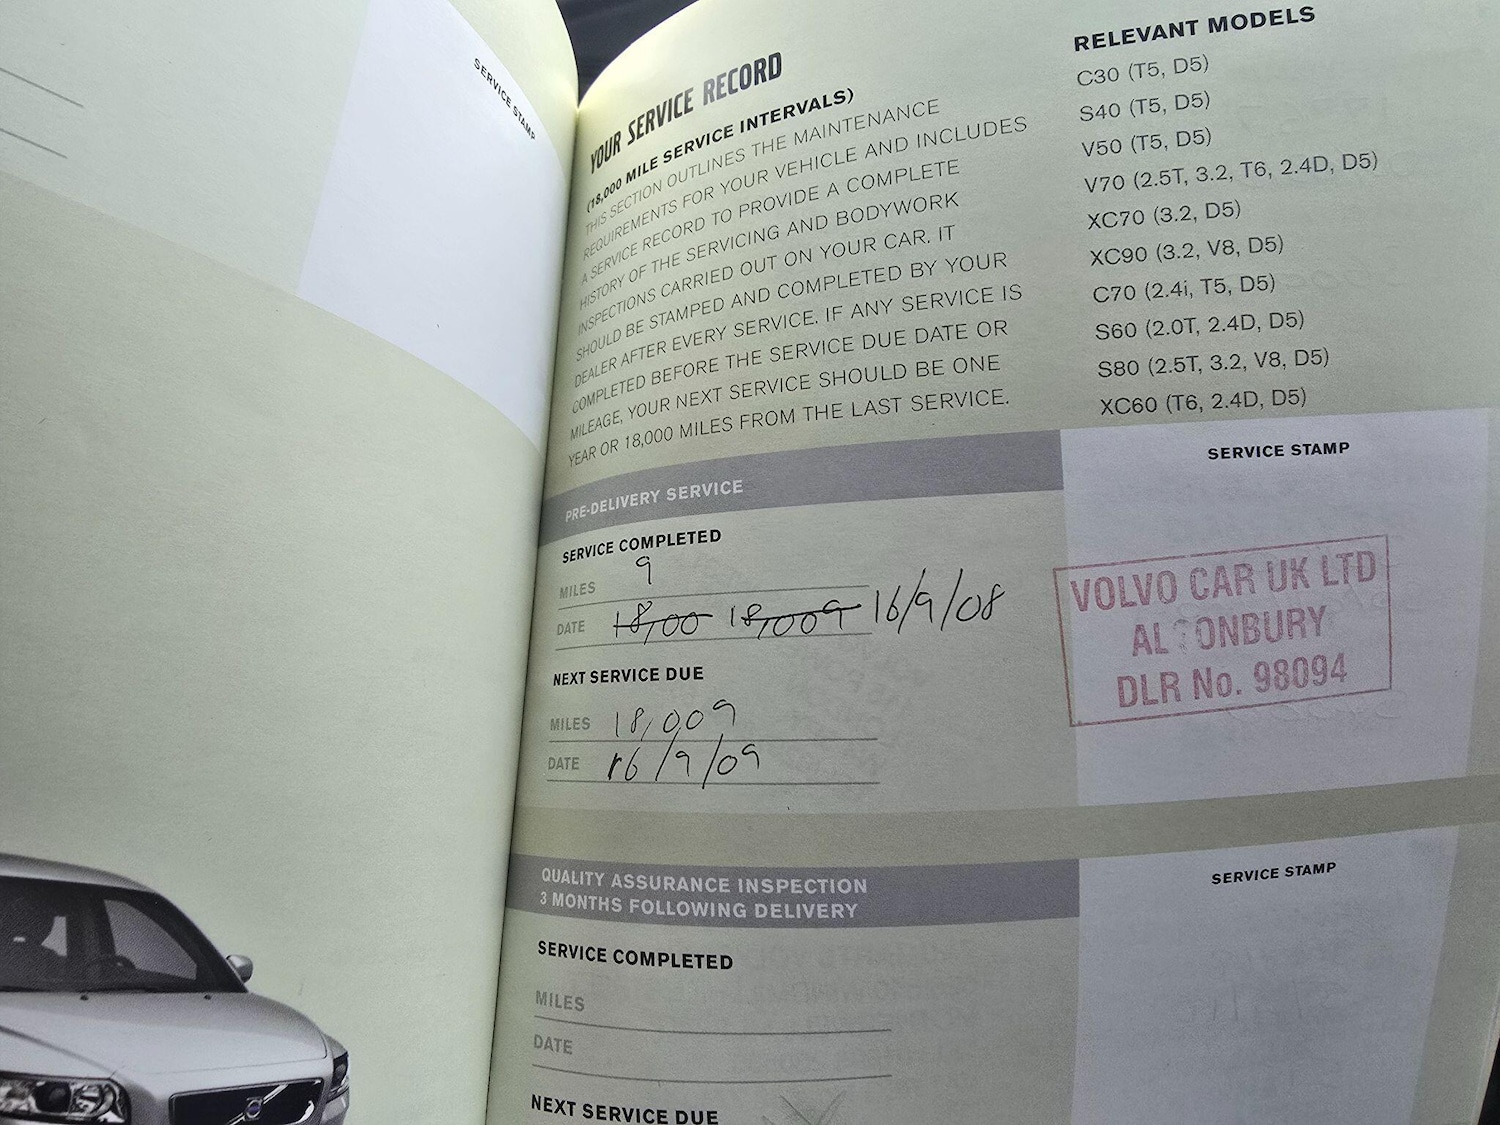 SERVICE STAMP
YOUR SERVICE RECORD
(18,000 MILE SERVICE INTERVALS)
THIS SECTION OUTLINES THE MAINTENANCE
REQUIREMENTS FOR YOUR VEHICLE AND INCLUDES
A SERVICE RECORD TO PROVIDE A COMPLETE
HISTORY OF THE SERVICING AND BODYWORK
INSPECTIONS CARRIED OUT ON YOUR CAR. IT
SHOULD BE STAMPED AND COMPLETED BY YOUR
DEALER AFTER EVERY SERVICE. IF ANY SERVICE IS
COMPLETED BEFORE THE SERVICE DUE DATE OR
MILEAGE, YOUR NEXT SERVICE SHOULD BE ONE
YEAR OR 18,000 MILES FROM THE LAST SERVICE.
RELEVANT MODELS
C30 (T5, D5)
S40 (T5, D5)
V50 (T5, D5)
V70 (2.5T, 3.2, T6, 2.4D, D5)
XC70 (3.2, D5)
XC90 (3.2, V8, D5)
C70 (2.4i, T5, D5)
S60 (2.0T, 2.4D, D5)
S80 (2.5T, 3.2, V8, D5)
XC60 (T6, 2.4D, D5)
PRE-DELIVERY SERVICE
SERVICE STAMP
SERVICE COMPLETED
MILES 9
DATE 18,00 18,009 16/9/08
NEXT SERVICE DUE
MILES 18,009
DATE 16/9/09
VOLVO CAR UK LTD
DLR No. 98094
QUALITY ASSURANCE INSPECTION
3 MONTHS FOLLOWING DELIVERY
SERVICE STAMP
SERVICE COMPLETED
MILES
DATE
NEXT SERVICE DUE